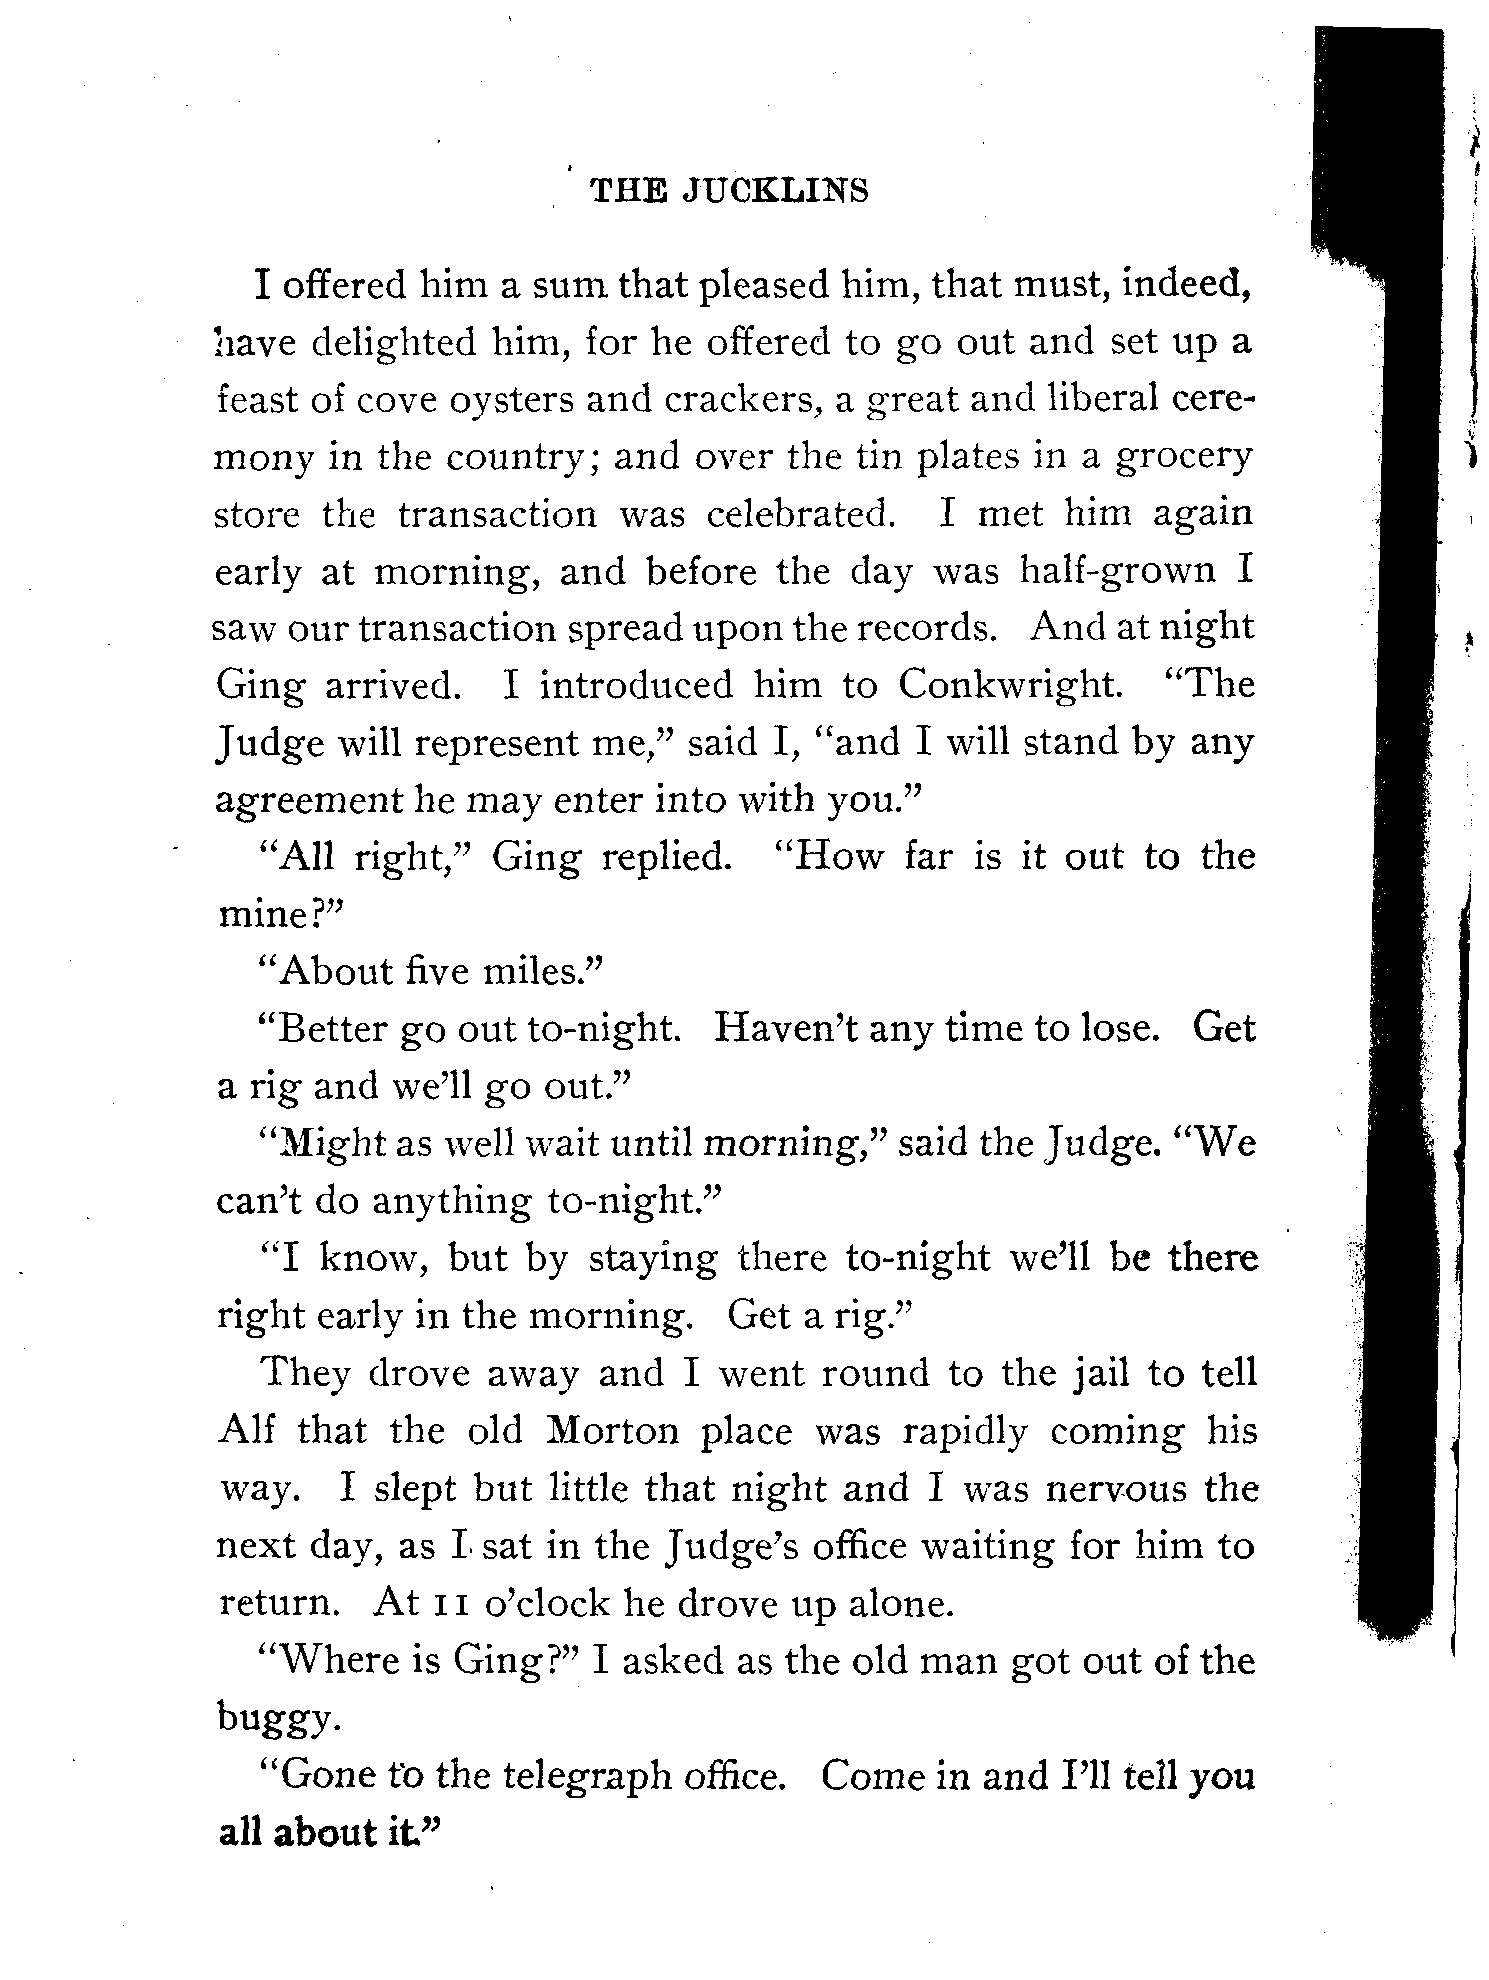 THE JUCKLINS
I offered him a sum that pleased him, that must, indeed,
have delighted him, for he offered to go out and set up a
feast of cove oysters and crackers, a great and liberal cere-
mony in the country; and over the tin plates in a grocery
store the transaction was celebrated. I met him again
early at morning, and before the day was half-grown I
saw our transaction spread upon the records. And at night
Ging arrived. I introduced him to Conkwright. “The
Judge will represent me,” said I, “and I will stand by any
agreement he may enter into with you.”
“All right,” Ging replied. “How far is it out to the
mine?”
“About five miles.”
“Better go out to-night. Haven’t any time to lose. Get
a rig and we’ll go out.”
“Might as well wait until morning,” said the Judge. “We
can’t do anything to-night.”
“I know, but by staying there to-night we’ll be there
right early in the morning. Get a rig.”
They drove away and I went round to the jail to tell
Alf that the old Morton place was rapidly coming his
way. I slept but little that night and I was nervous the
next day, as I sat in the Judge’s office waiting for him to
return. At 11 o’clock he drove up alone.
“Where is Ging?” I asked as the old man got out of the
buggy.
“Gone to the telegraph office. Come in and I’ll tell you
all about it.”